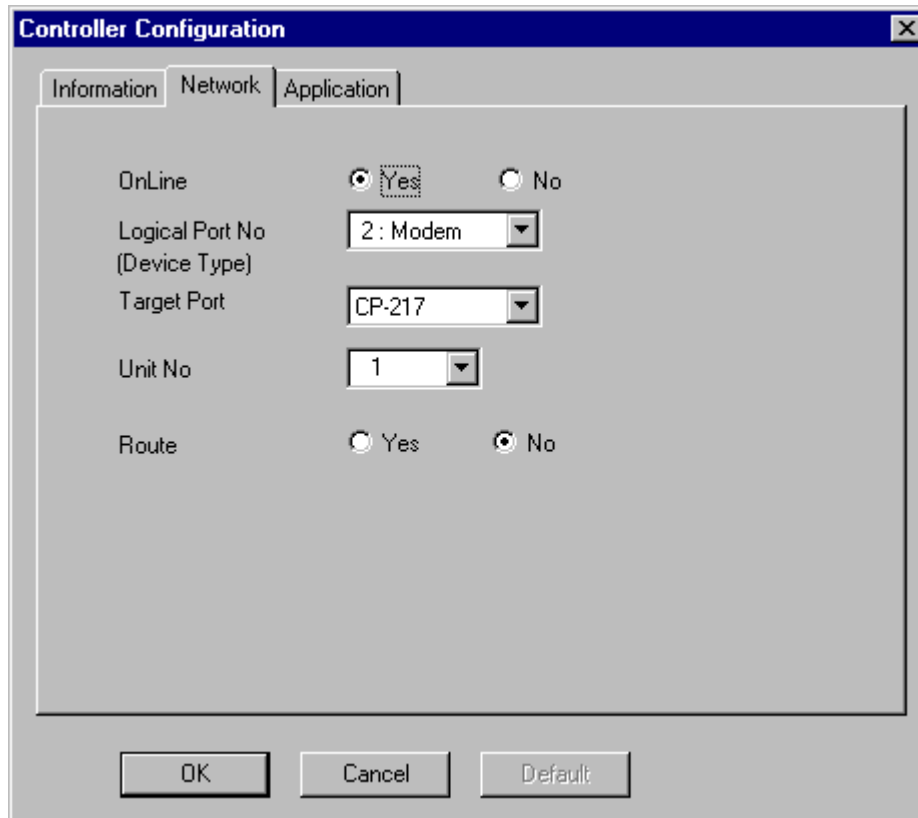 Controller Configuration
Information Network Application
OnLine Yes No
Logical Port No 2 : Modem
(Device Type)
Target Port CP-217
Unit No 1
Route Yes No
OK Cancel Default